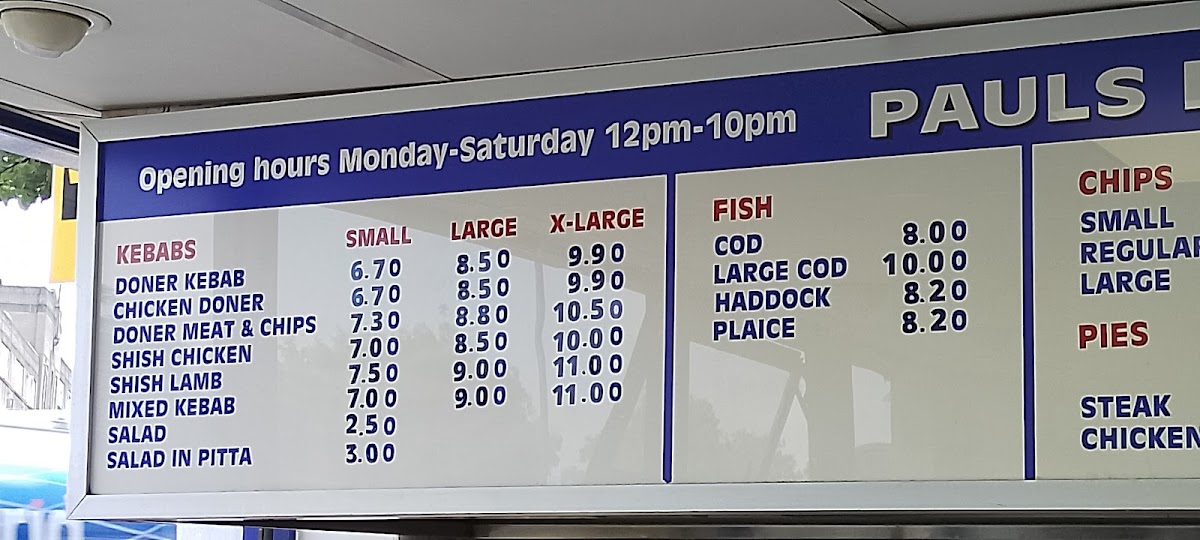 Opening hours Monday-Saturday 12pm-10pm PAULS
KEBABS SMALL LARGE X-LARGE
DONER KEBAB 6.70 8.50 9.90
CHICKEN DONER 6.70 8.50 9.90
DONER MEAT & CHIPS 7.30 8.80 10.50
SHISH CHICKEN 7.00 8.50 10.00
SHISH LAMB 7.50 9.00 11.00
MIXED KEBAB 7.00 9.00 11.00
SALAD 2.50
SALAD IN PITTA 3.00
FISH
COD 8.00
LARGE COD 10.00
HADDOCK 8.20
PLAICE 8.20
CHIPS
SMALL
REGULAR
LARGE
PIES
STEAK
CHICKEN